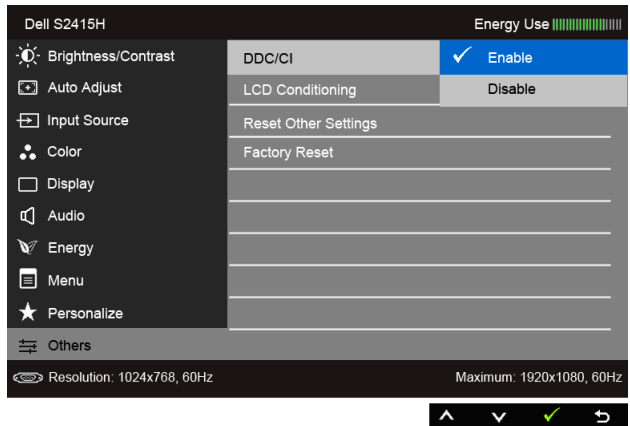 Dell S2415H
Energy Use
Brightness/Contrast
DDC/CI
Enable
Auto Adjust
LCD Conditioning
Disable
Input Source
Reset Other Settings
Color
Factory Reset
Display
Audio
Energy
Menu
Personalize
Others
Resolution: 1024x768, 60Hz
Maximum: 1920x1080, 60Hz